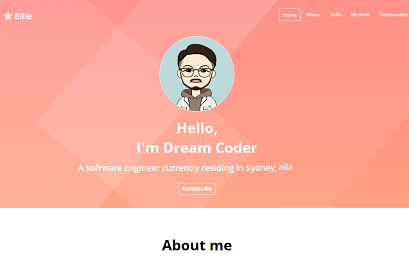 Ellie
Home About Skills My work Testimonials
Hello,
I'm Dream Coder
A sofrware Engineer currently residing in Sydney, alla
Contact Me
About me